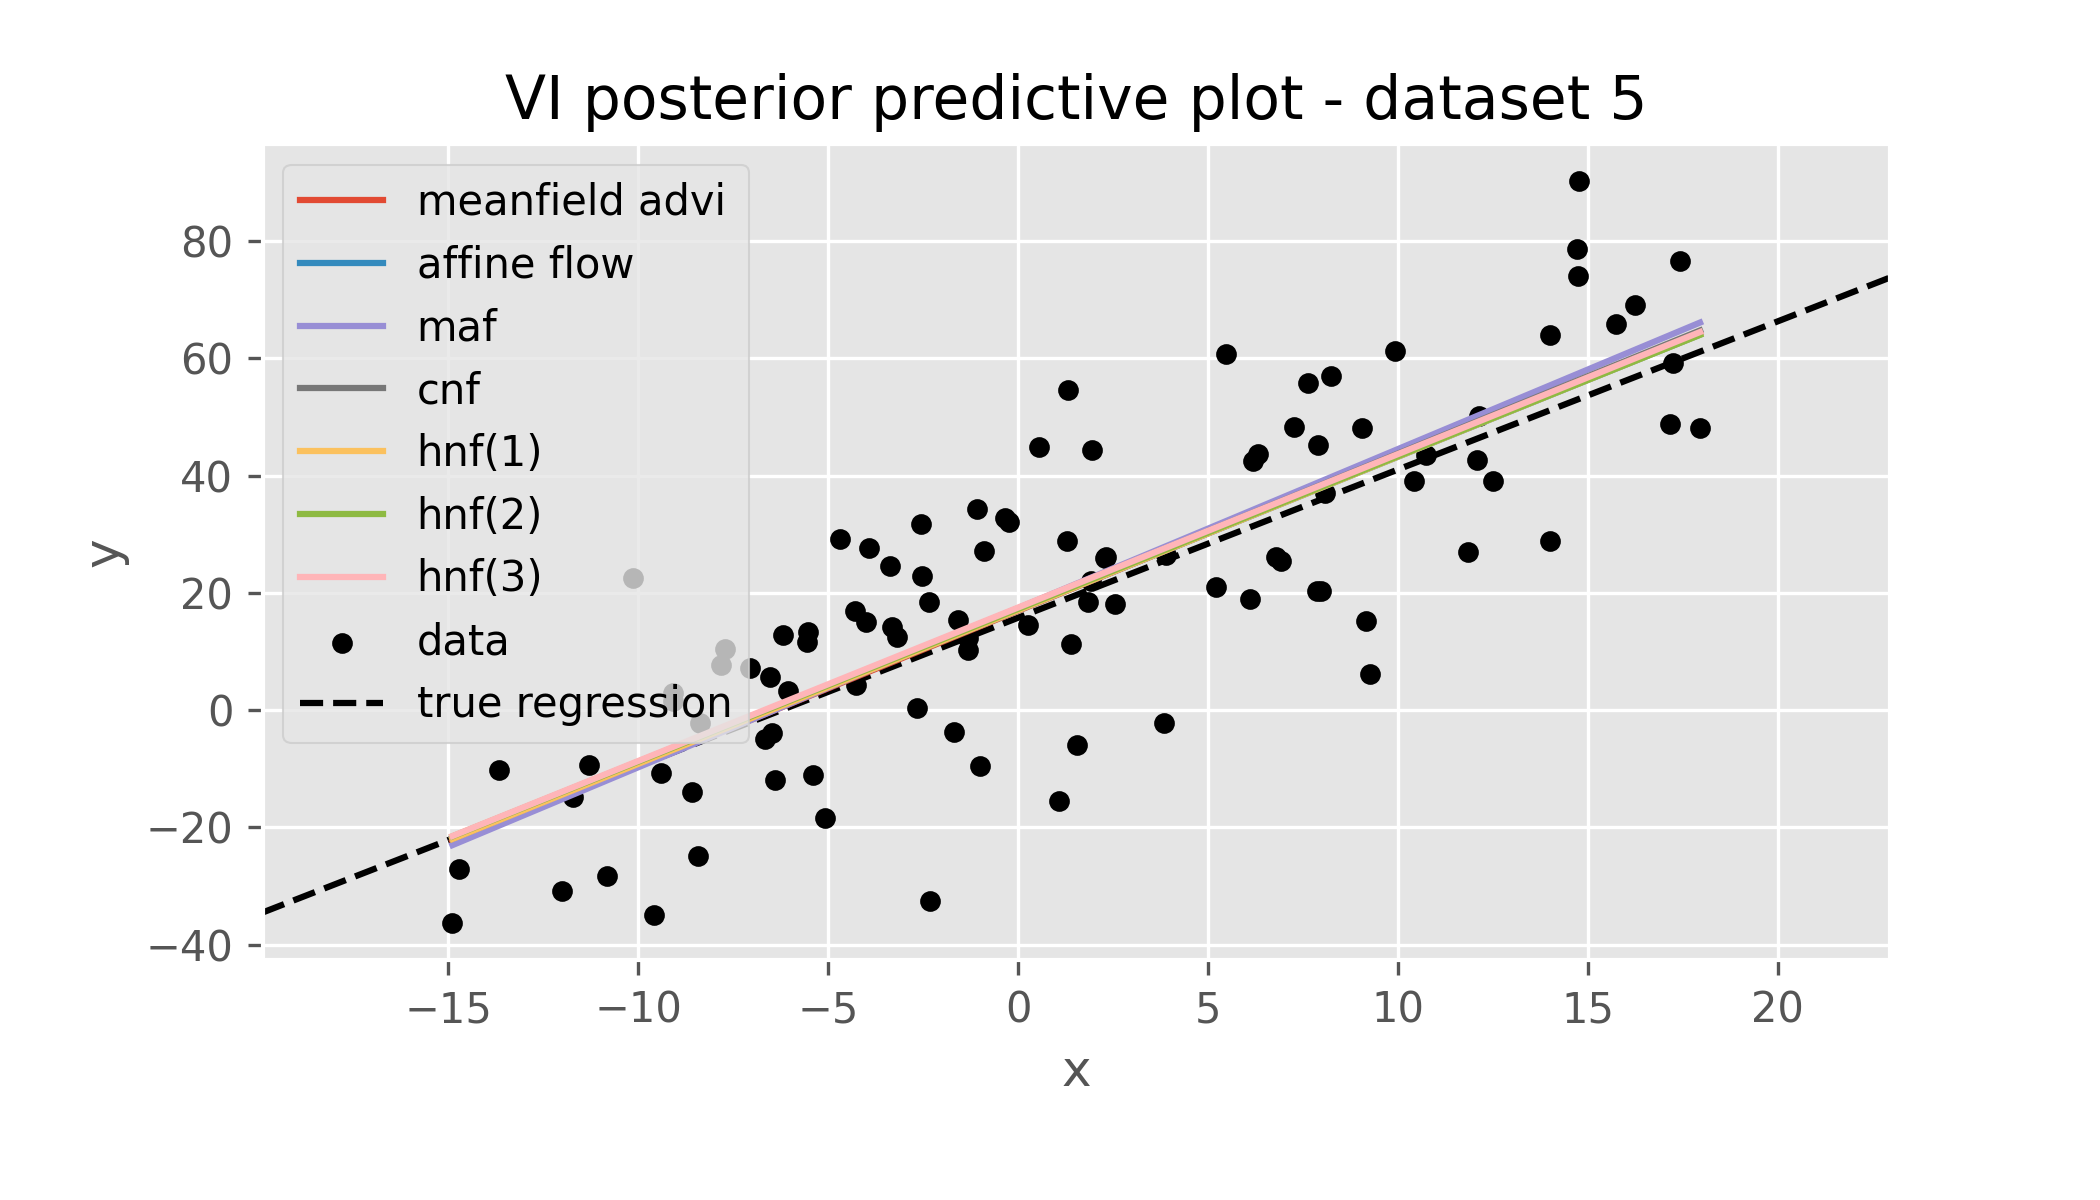 VI posterior predictive plot - dataset 5
meanfield advi
affine flow
maf
cnf
hnf(1)
hnf(2)
hnf(3)
data
true regression
80
60
40
20
0
−20
−40
y
−15 −10 −5 0 5 10 15 20
x